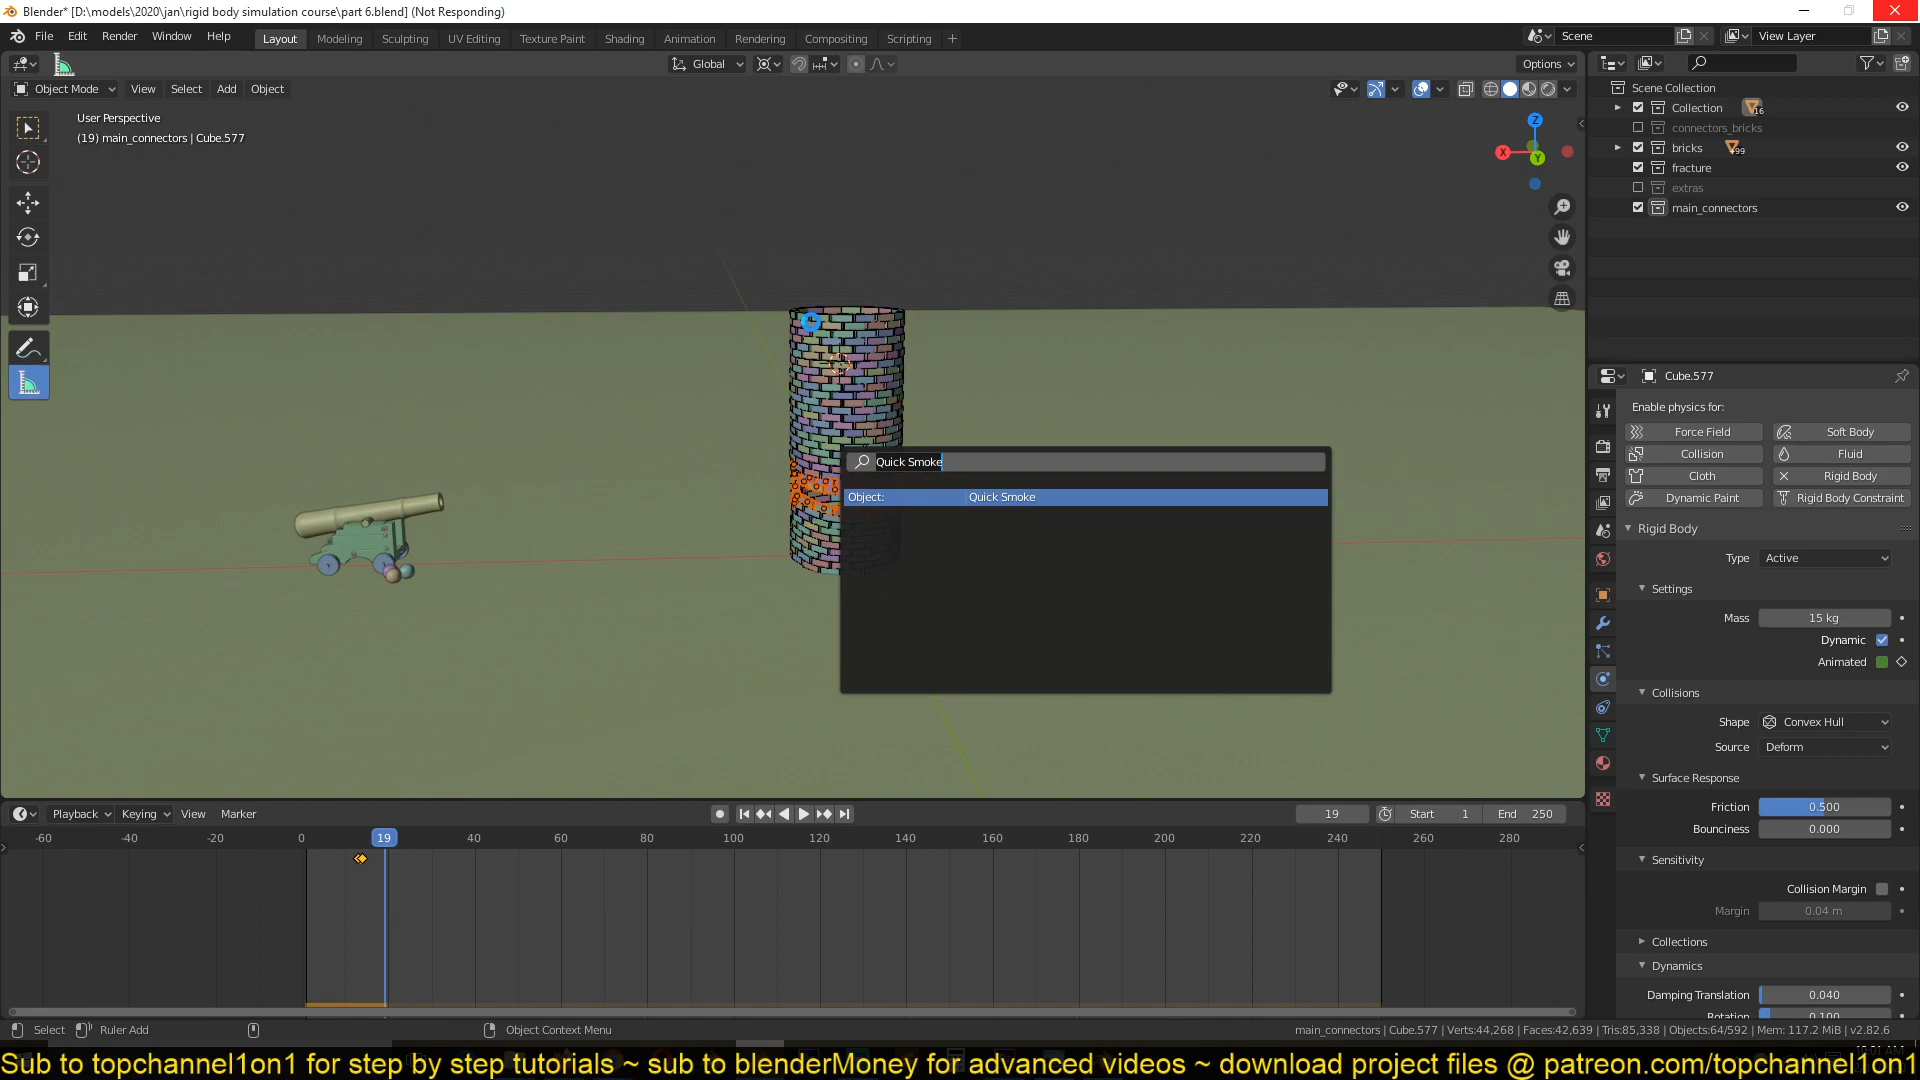 Blender* [D:\models\2020\jan\rigid body simulation course\part 6.blend] (Not Responding)
File Edit Render Window Help Layout Modeling Sculpting UV Editing Texture Paint Shading Animation Rendering Compositing Scripting + Scene View Layer
Global Options
Object Mode View Select Add Object
User Perspective
(19) main_connectors | Cube.577
Z
X
Y
Scene Collection
Collection 16
connectors_bricks
bricks +99
fracture
extras
main_connectors
Quick Smoke
Object: Quick Smoke
Cube.577
Enable physics for:
Force Field Soft Body
Collision Fluid
Cloth Rigid Body
Dynamic Paint Rigid Body Constraint
Rigid Body
Type Active
Settings
Mass 15 kg
Dynamic
Animated
Collisions
Shape Convex Hull
Source Deform
Surface Response
Friction 0.500
Bounciness 0.000
Sensitivity
Collision Margin
Margin 0.04 m
Collections
Dynamics
Damping Translation 0.040
Rotation 0.100
Playback Keying View Marker 19 Start 1 End 250
-60 -40 -20 0 19 40 60 80 100 120 140 160 180 200 220 240 260 280
Select Ruler Add Object Context Menu main_connectors | Cube.577 | Verts:44,268 | Faces:42,639 | Tris:85,338 | Objects:64/592 | Mem: 117.2 MiB | v2.82.6
Sub to topchannel1on1 for step by step tutorials ~ sub to blenderMoney for advanced videos ~ download project files @ patreon.com/topchannel1on1